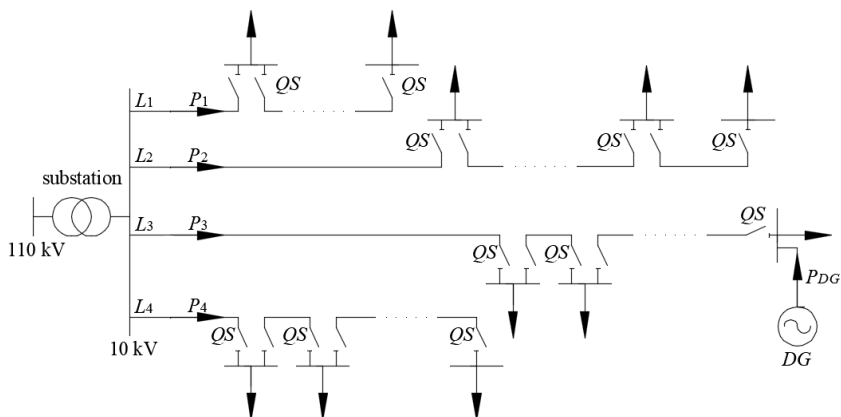 QS QS
L1 P1
QS QS QS
L2 P2
substation
QS
L3 P3
110 kV
QS QS
PDG
L4 P4
QS QS QS
10 kV
DG